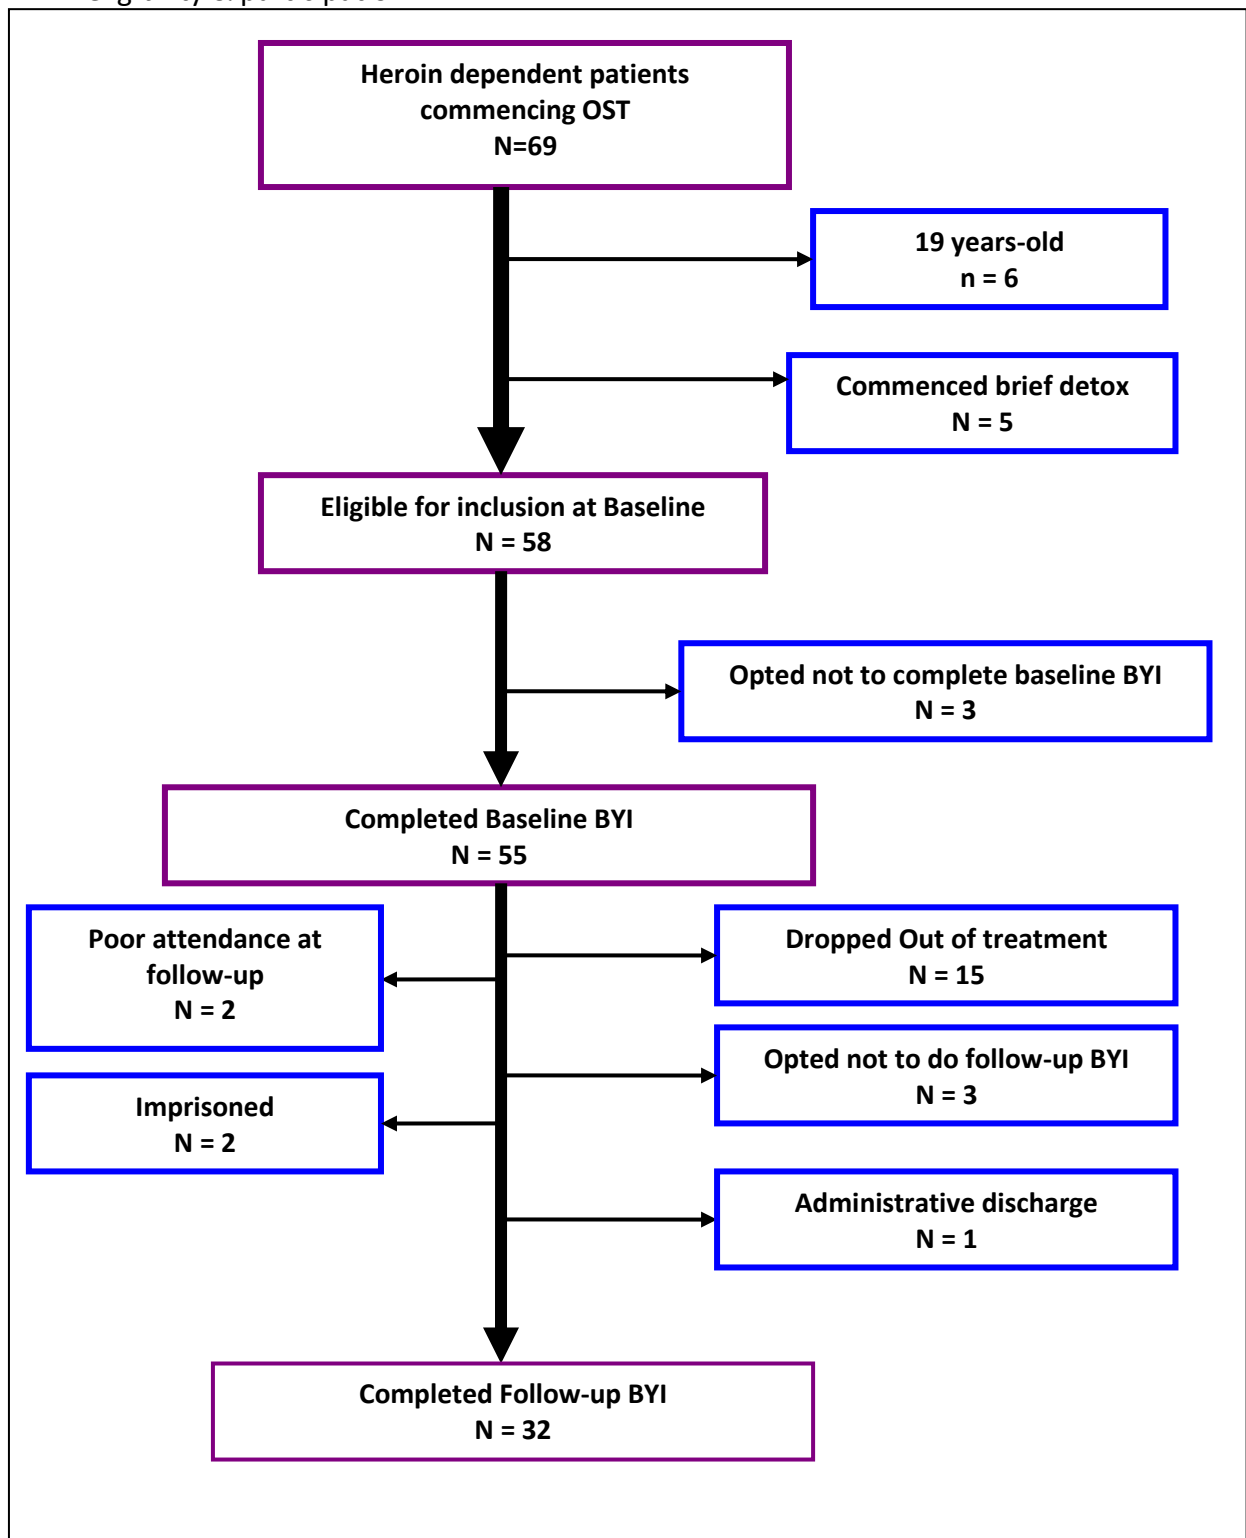 Heroin dependent patients
commencing OST
N=69
19 years-old
n = 6
Commenced brief detox
N = 5
Eligible for inclusion at Baseline
N = 58
Opted not to complete baseline BYI
N = 3
Completed Baseline BYI
N = 55
Poor attendance at
follow-up
N = 2
Dropped Out of treatment
N = 15
Opted not to do follow-up BYI
N = 3
Imprisoned
N = 2
Administrative discharge
N = 1
Completed Follow-up BYI
N = 32